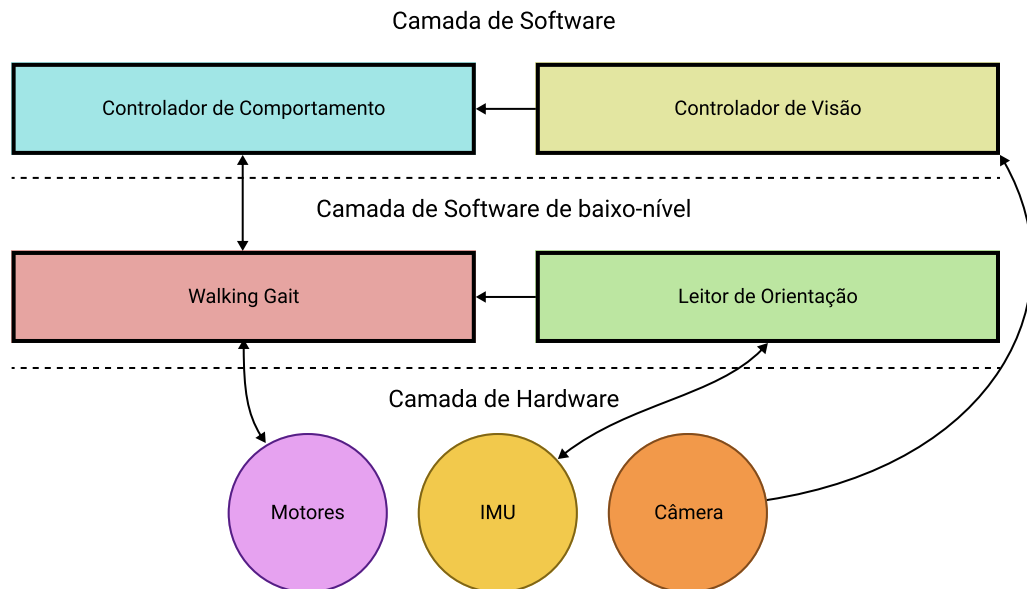 Camada de Software
Controlador de Comportamento
Controlador de Visão
Camada de Software de baixo-nível
Walking Gait
Leitor de Orientação
Camada de Hardware
Motores
IMU
Câmera